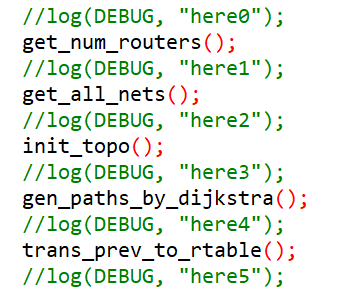 //log(DEBUG, "here0");
get_num_routers();
//log(DEBUG, "here1");
get_all_nets();
//log(DEBUG, "here2");
init_topo();
//log(DEBUG, "here3");
gen_paths_by_dijkstra();
//log(DEBUG, "here4");
trans_prev_to_rtable();
//log(DEBUG, "here5");